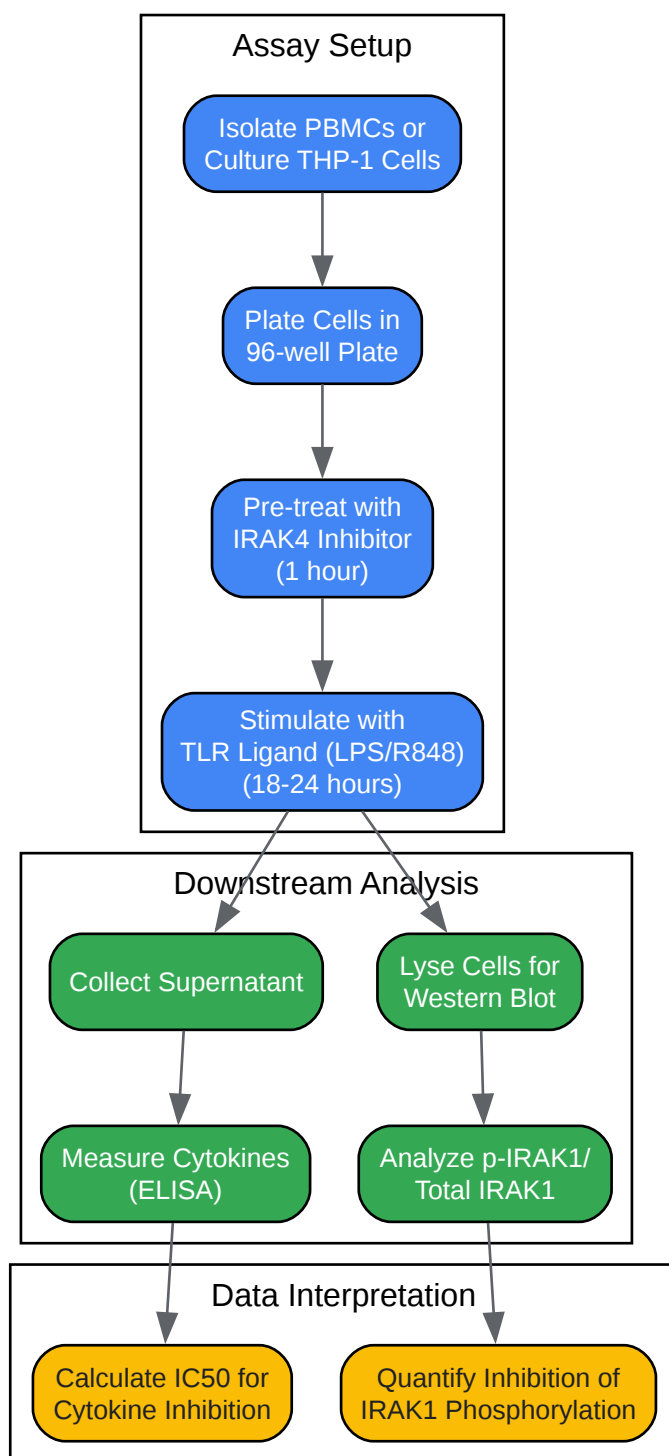 Assay Setup
Isolate PBMCs or
Culture THP-1 Cells
Plate Cells in
96-well Plate
Pre-treat with
IRAK4 Inhibitor
(1 hour)
Stimulate with
TLR Ligand (LPS/R848)
(18-24 hours)
Downstream Analysis
Collect Supernatant
Lyse Cells for
Western Blot
Measure Cytokines
(ELISA)
Analyze p-IRAK1/
Total IRAK1
Data Interpretation
Calculate IC50 for
Cytokine Inhibition
Quantify Inhibition of
IRAK1 Phosphorylation